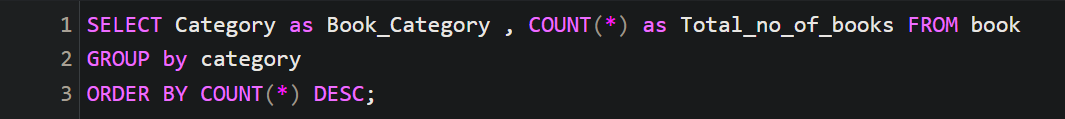 1 SELECT Category as Book_Category , COUNT(*) as Total_no_of_books FROM book
2 GROUP by category
3 ORDER BY COUNT(*) DESC;